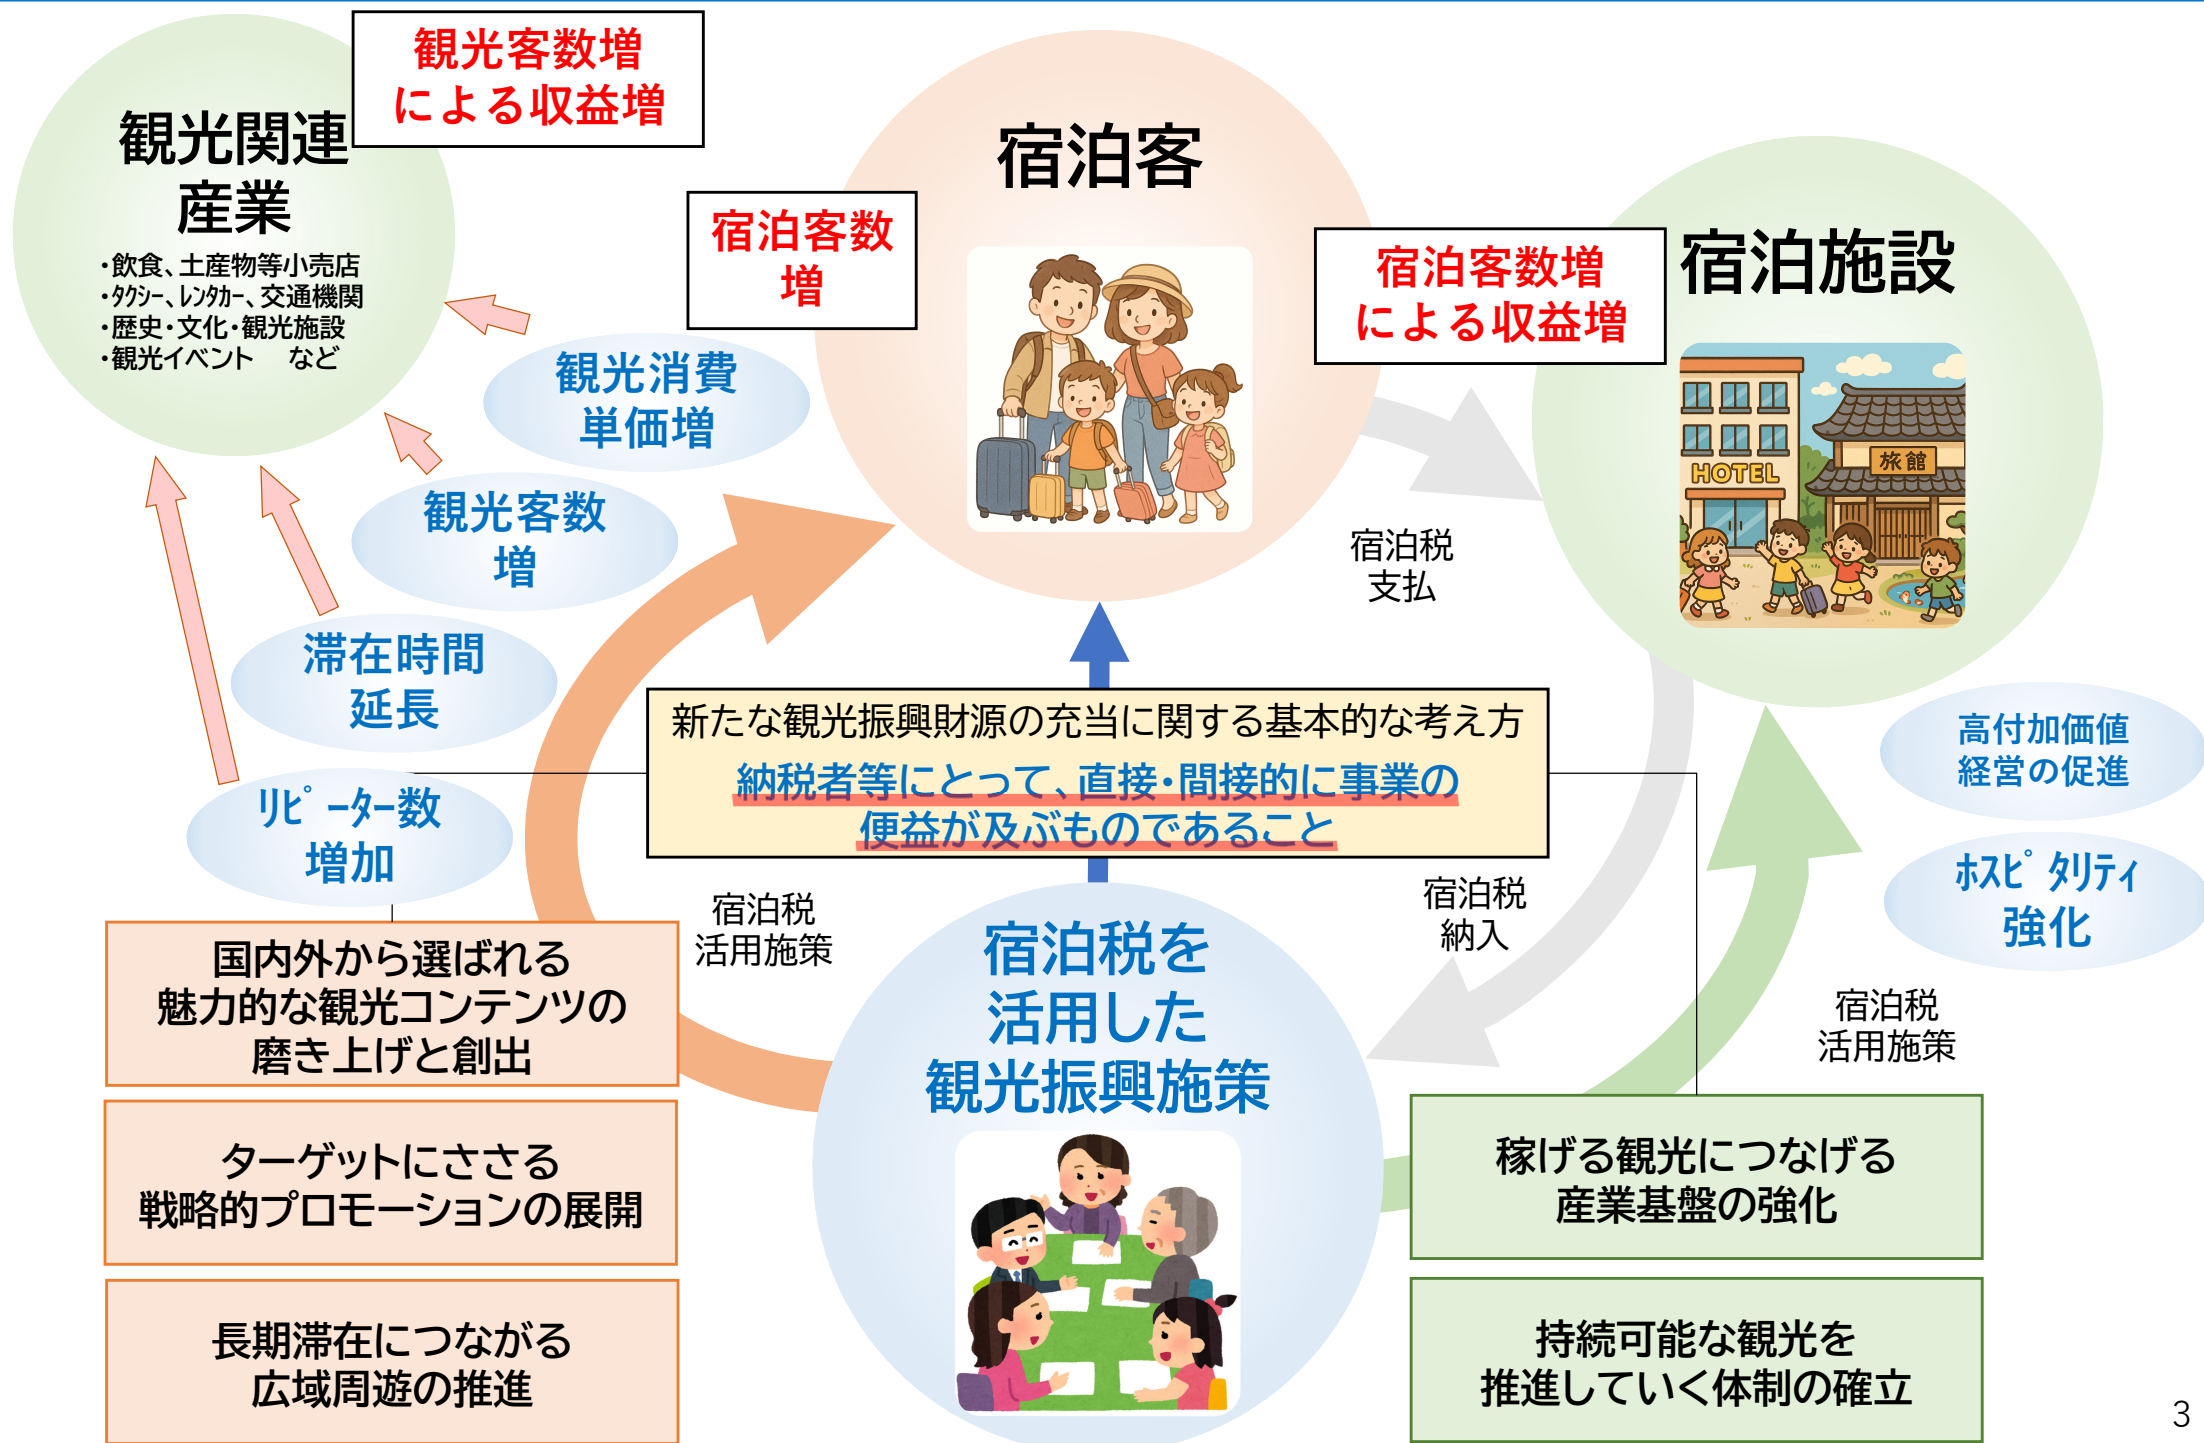 観光客数増
による収益増
観光関連
産業
・飲食、土産物等小売店
・ﾀｸｼｰ、ﾚﾝﾀｶｰ、交通機関
・歴史・文化・観光施設
・観光イベント　など
宿泊客
宿泊客数
増
宿泊客数増
による収益増
宿泊施設
HOTEL
旅館
観光消費
単価増
観光客数
増
滞在時間
延長
ﾘﾋﾟｰﾀｰ数
増加
宿泊税
支払
新たな観光振興財源の充当に関する基本的な考え方
納税者等にとって、直接・間接的に事業の
便益が及ぶものであること
高付加価値
経営の促進
ﾎｽﾋﾟﾀﾘﾃｨ
強化
宿泊税
活用施策
宿泊税
納入
宿泊税
活用施策
宿泊税を
活用した
観光振興施策
国内外から選ばれる
魅力的な観光コンテンツの
磨き上げと創出
ターゲットにささる
戦略的プロモーションの展開
長期滞在につながる
広域周遊の推進
稼げる観光につなげる
産業基盤の強化
持続可能な観光を
推進していく体制の確立
3